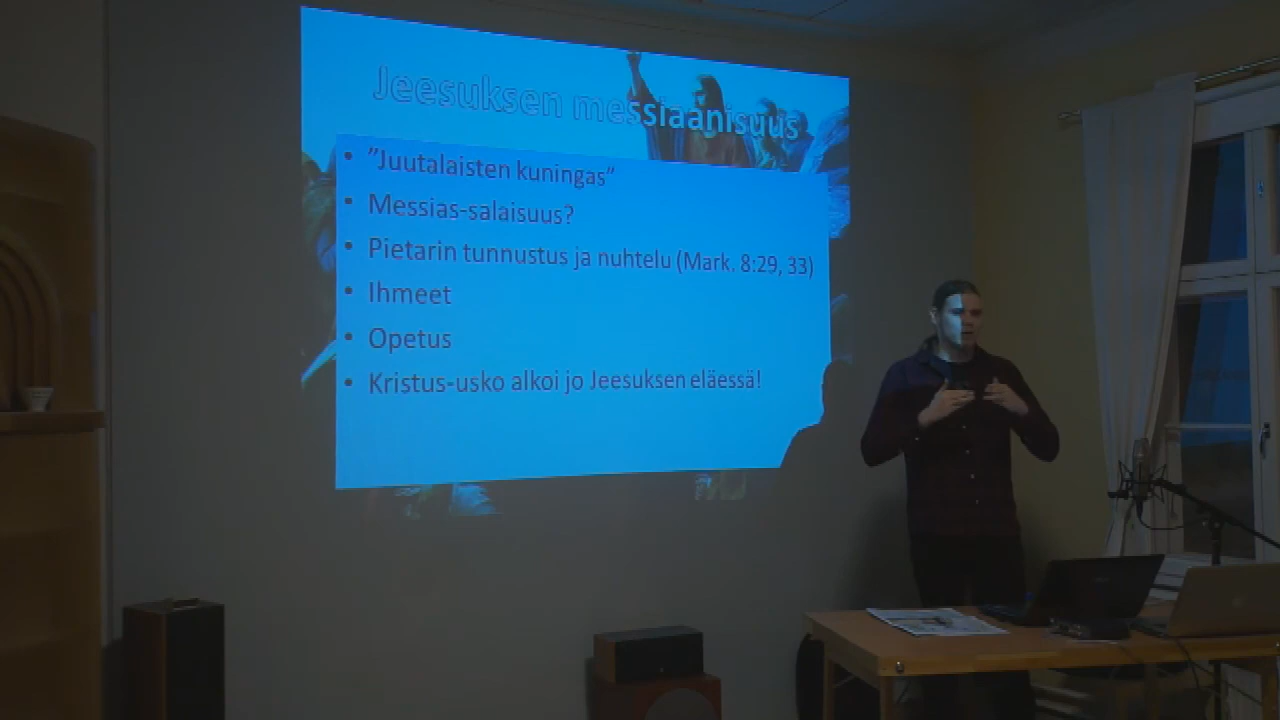 Jeesuksen messiaanisuus
• ”Juutalaisten kuningas”
• Messias-salaisuus?
• Pietarin tunnustus ja nuhtelu (Mark. 8:29, 33)
• Ihmeet
• Opetus
• Kristus-usko alkoi jo Jeesuksen eläessä!